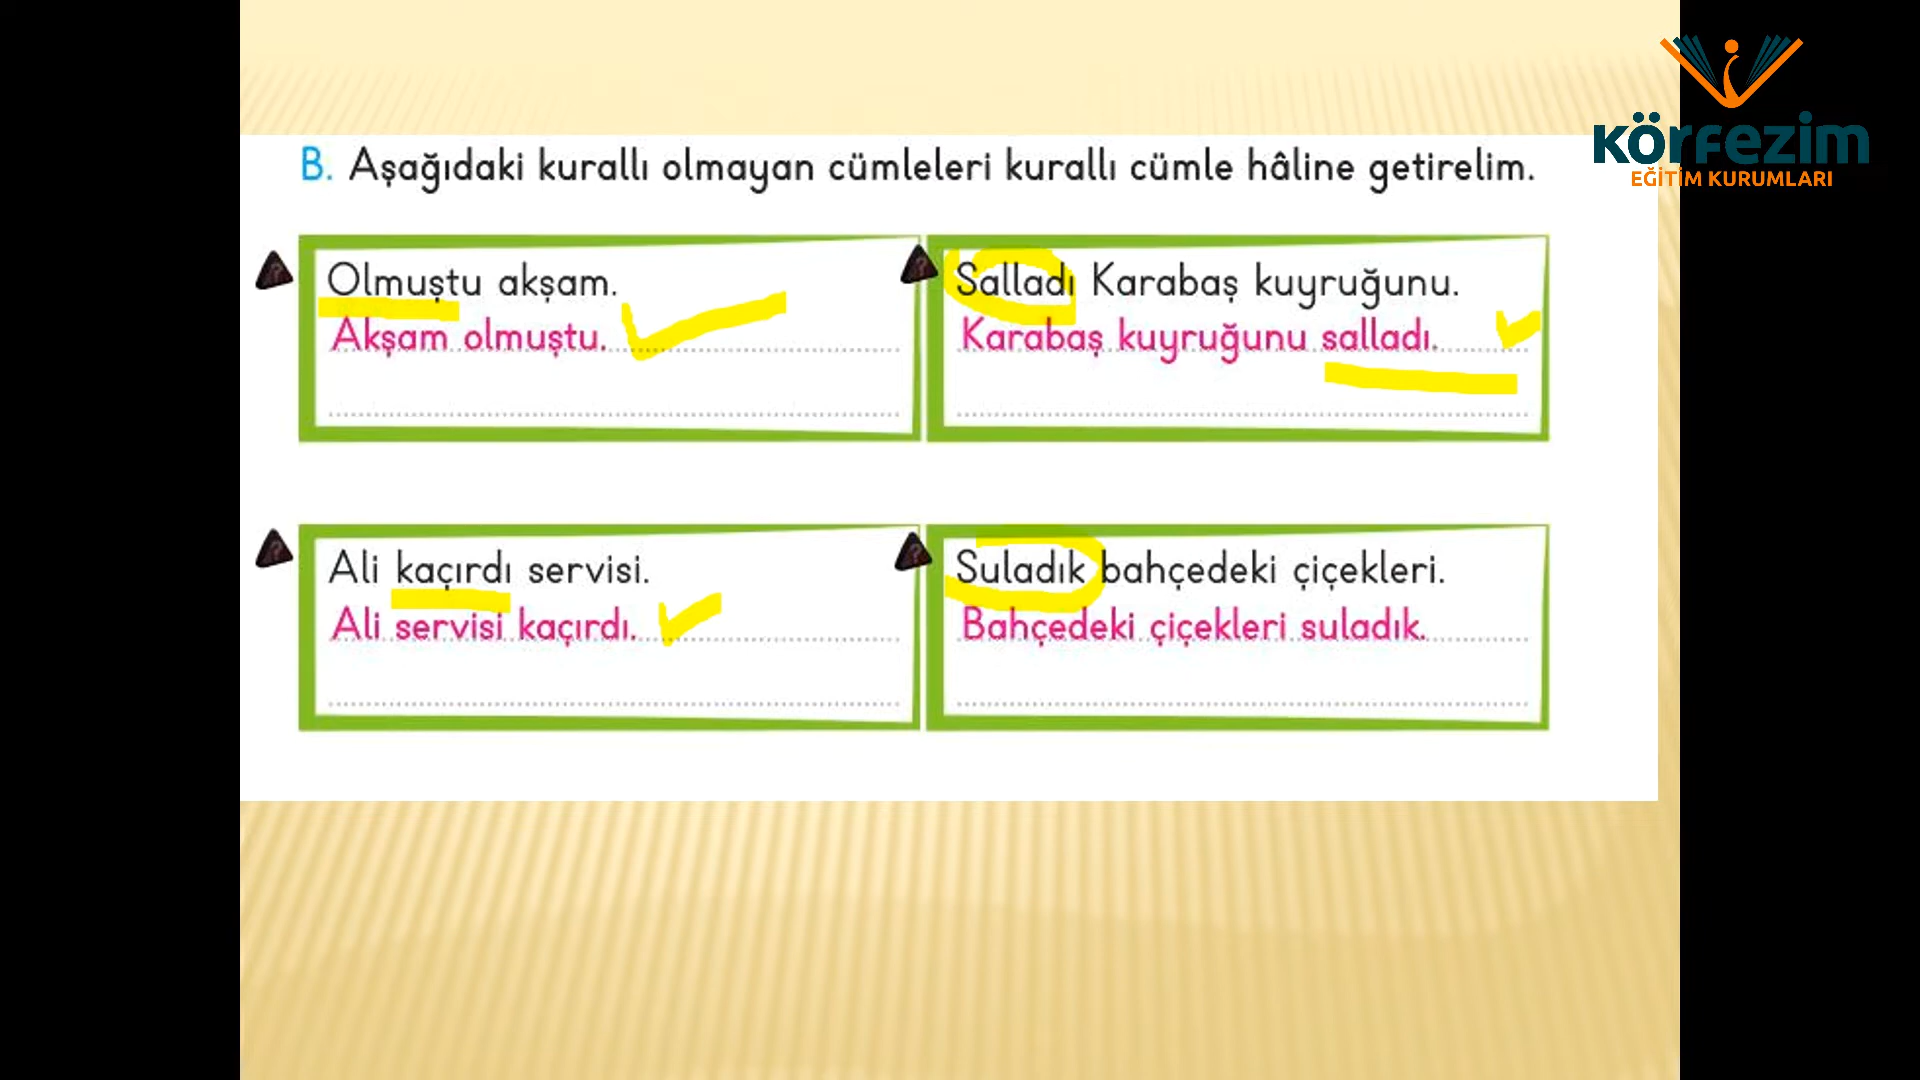 körfezim
EĞİTİM KURUMLARI
B. Aşağıdaki kurallı olmayan cümleleri kurallı cümle hâline getirelim.
Olmuştu akşam.
Akşam olmuştu.
Salladı Karabaş kuyruğunu.
Karabaş kuyruğunu salladı.
Ali kaçırdı servisi.
Ali servisi kaçırdı.
Suladık bahçedeki çiçekleri.
Bahçedeki çiçekleri suladık.